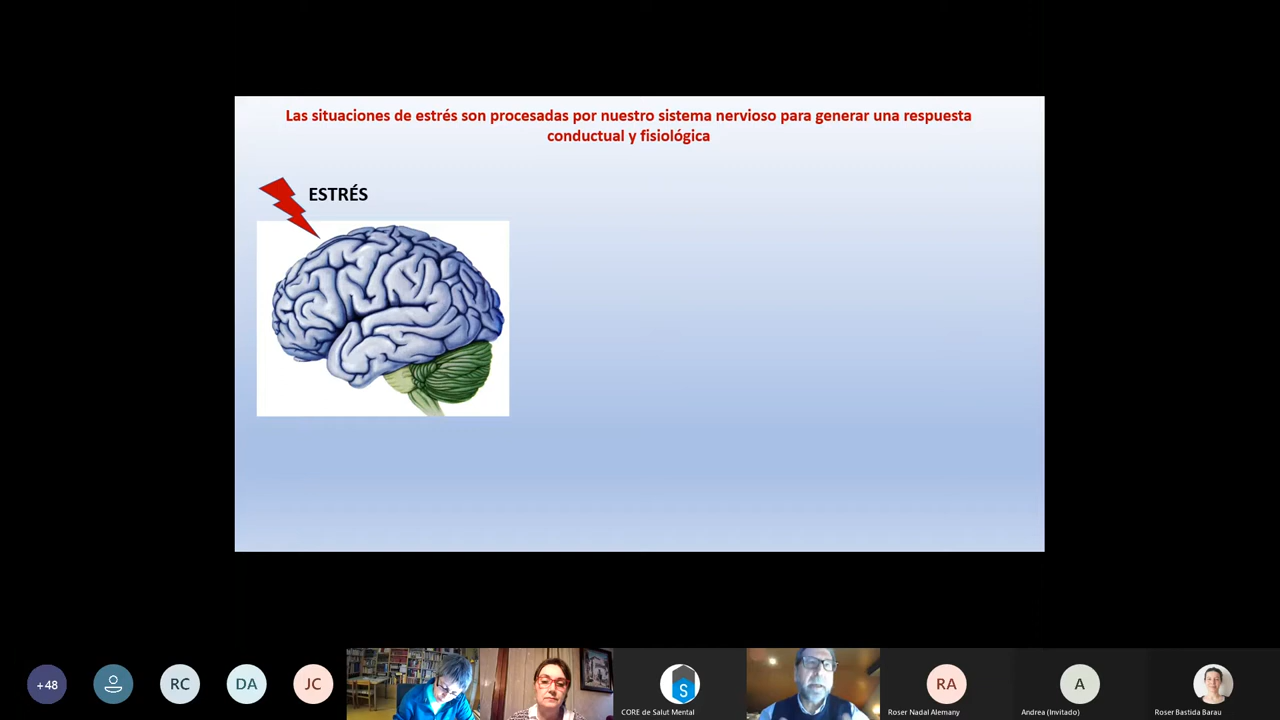 Las situaciones de estrés son procesadas por nuestro sistema nervioso para generar una respuesta
conductual y fisiológica
ESTRÉS
+48
RC
DA
JC
S
CORE de Salut Mental
RA
Roser Nadal Alemany
A
Andrea (Invitado)
Roser Bastida Barau